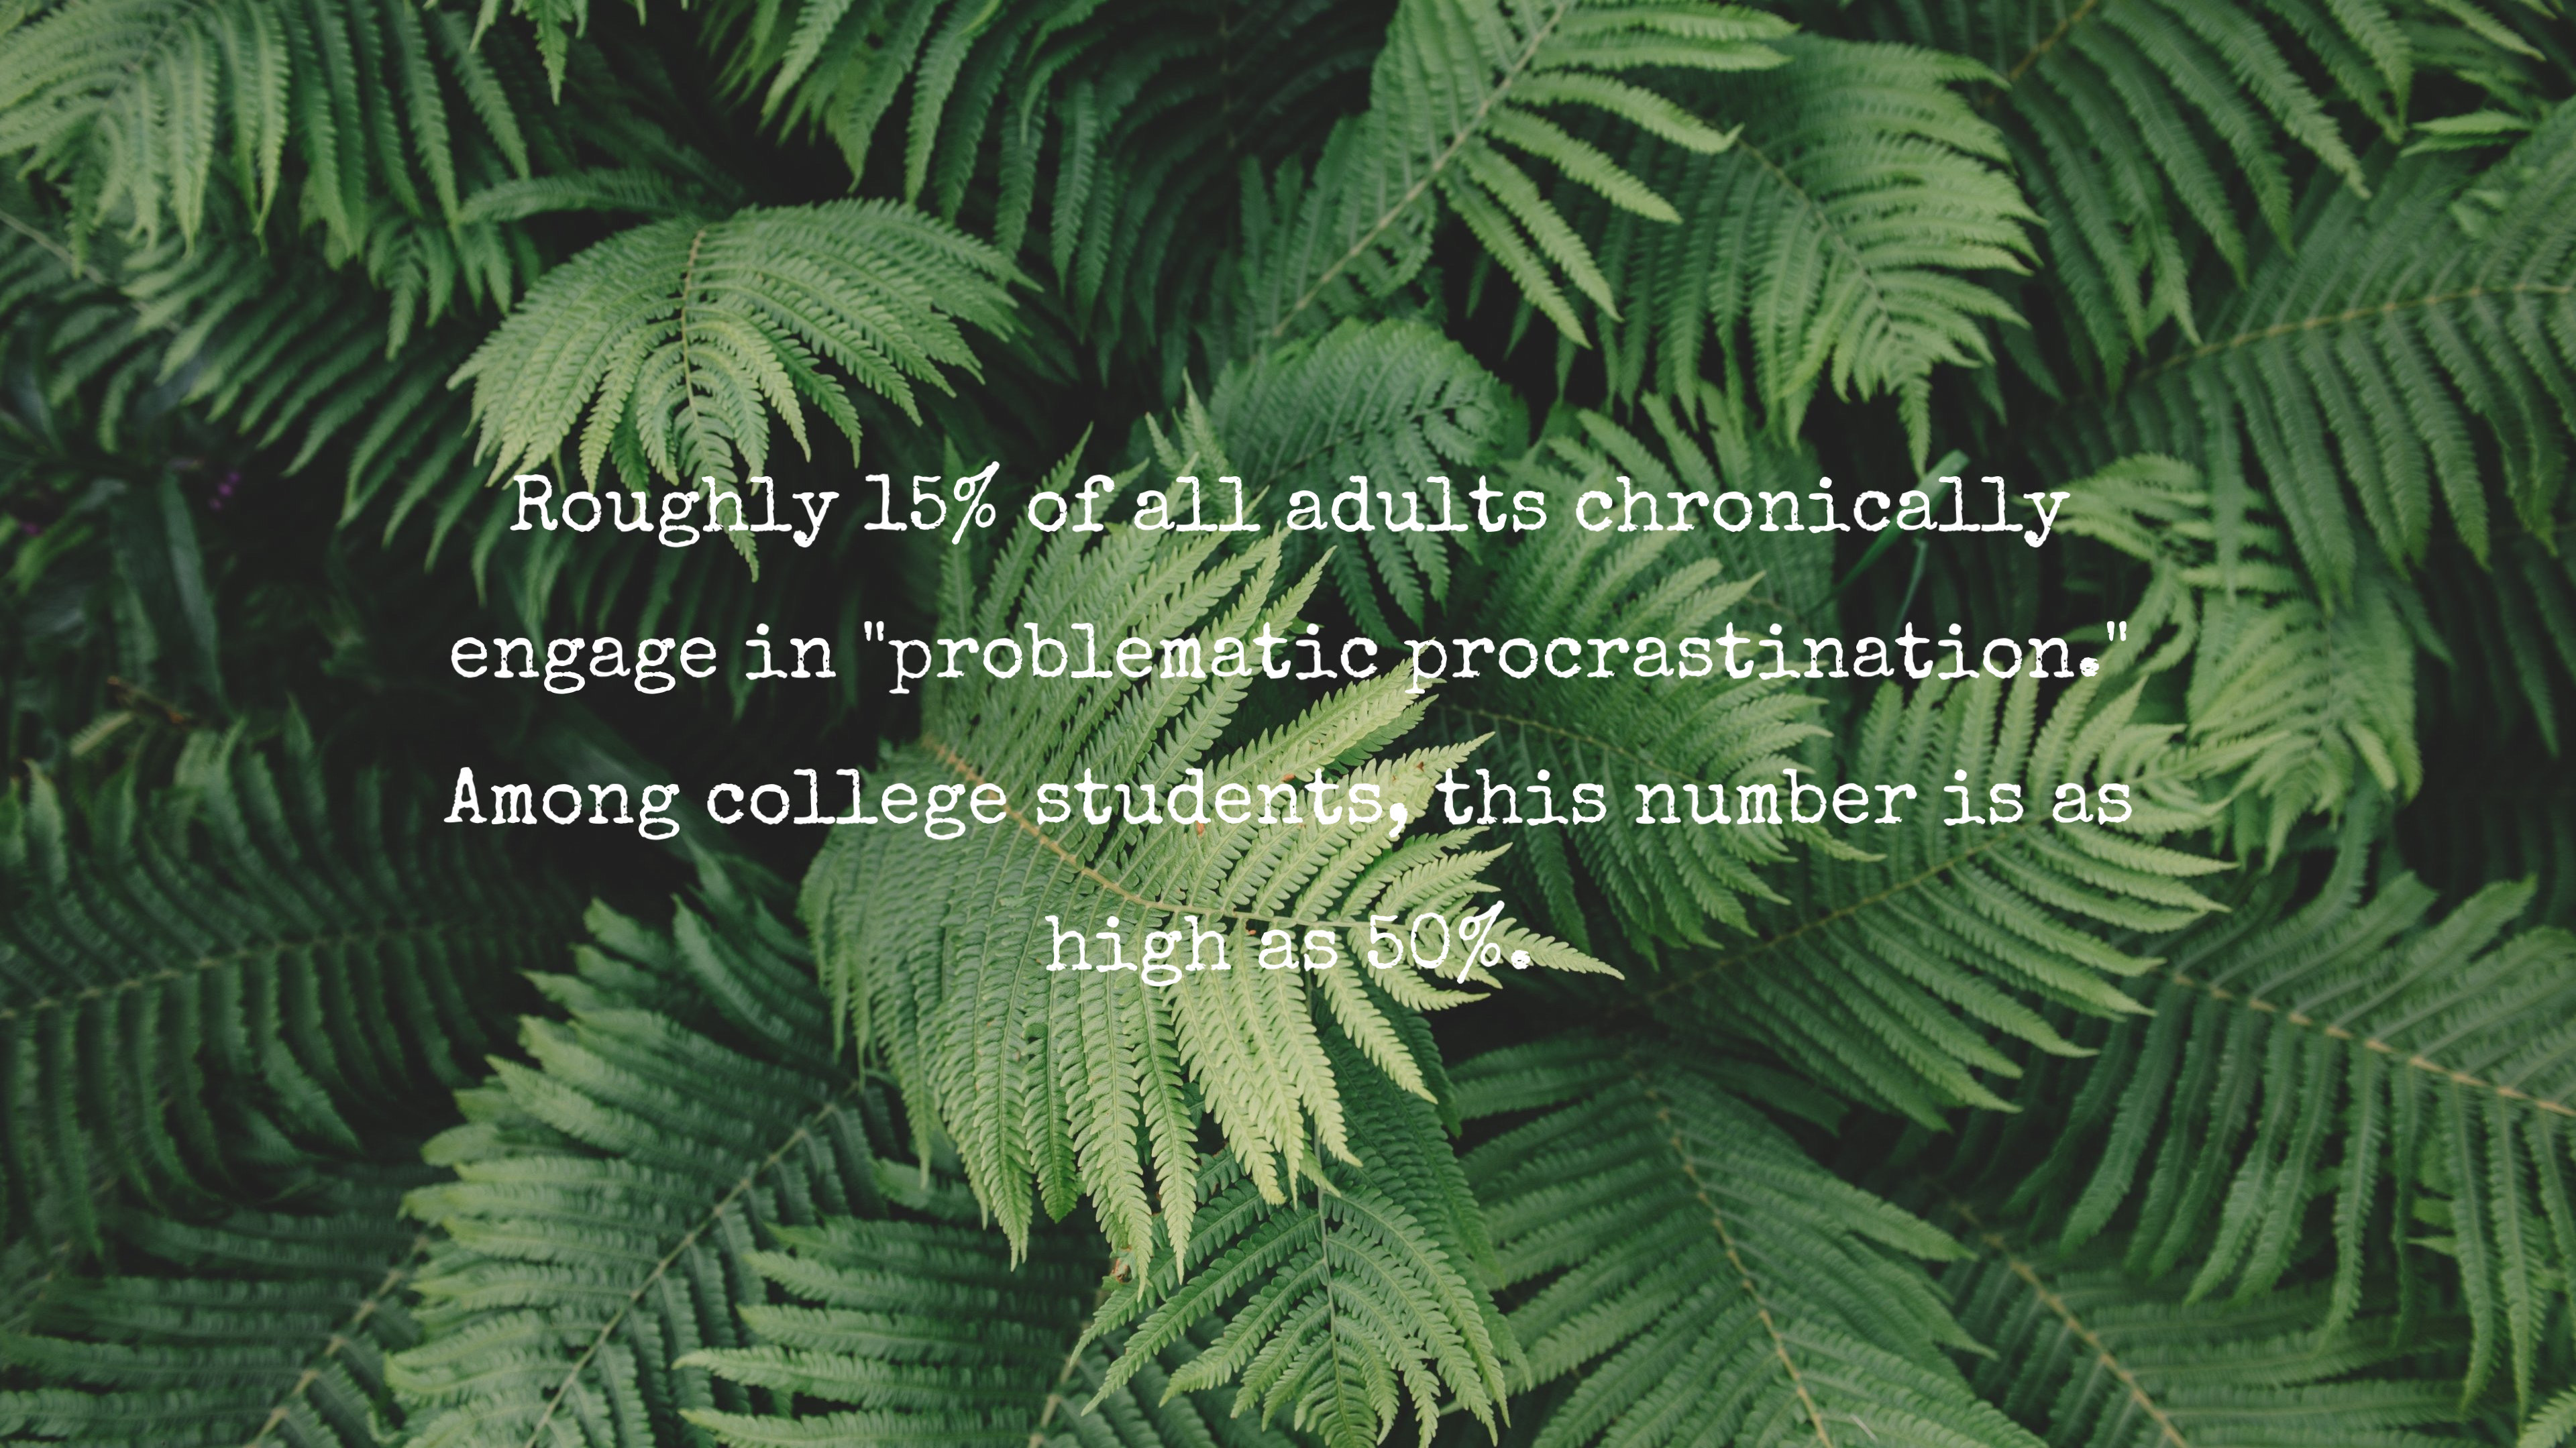 Roughly 15% of all adults chronically
engage in "problematic procrastination."
Among college students, this number is as
high as 50%.